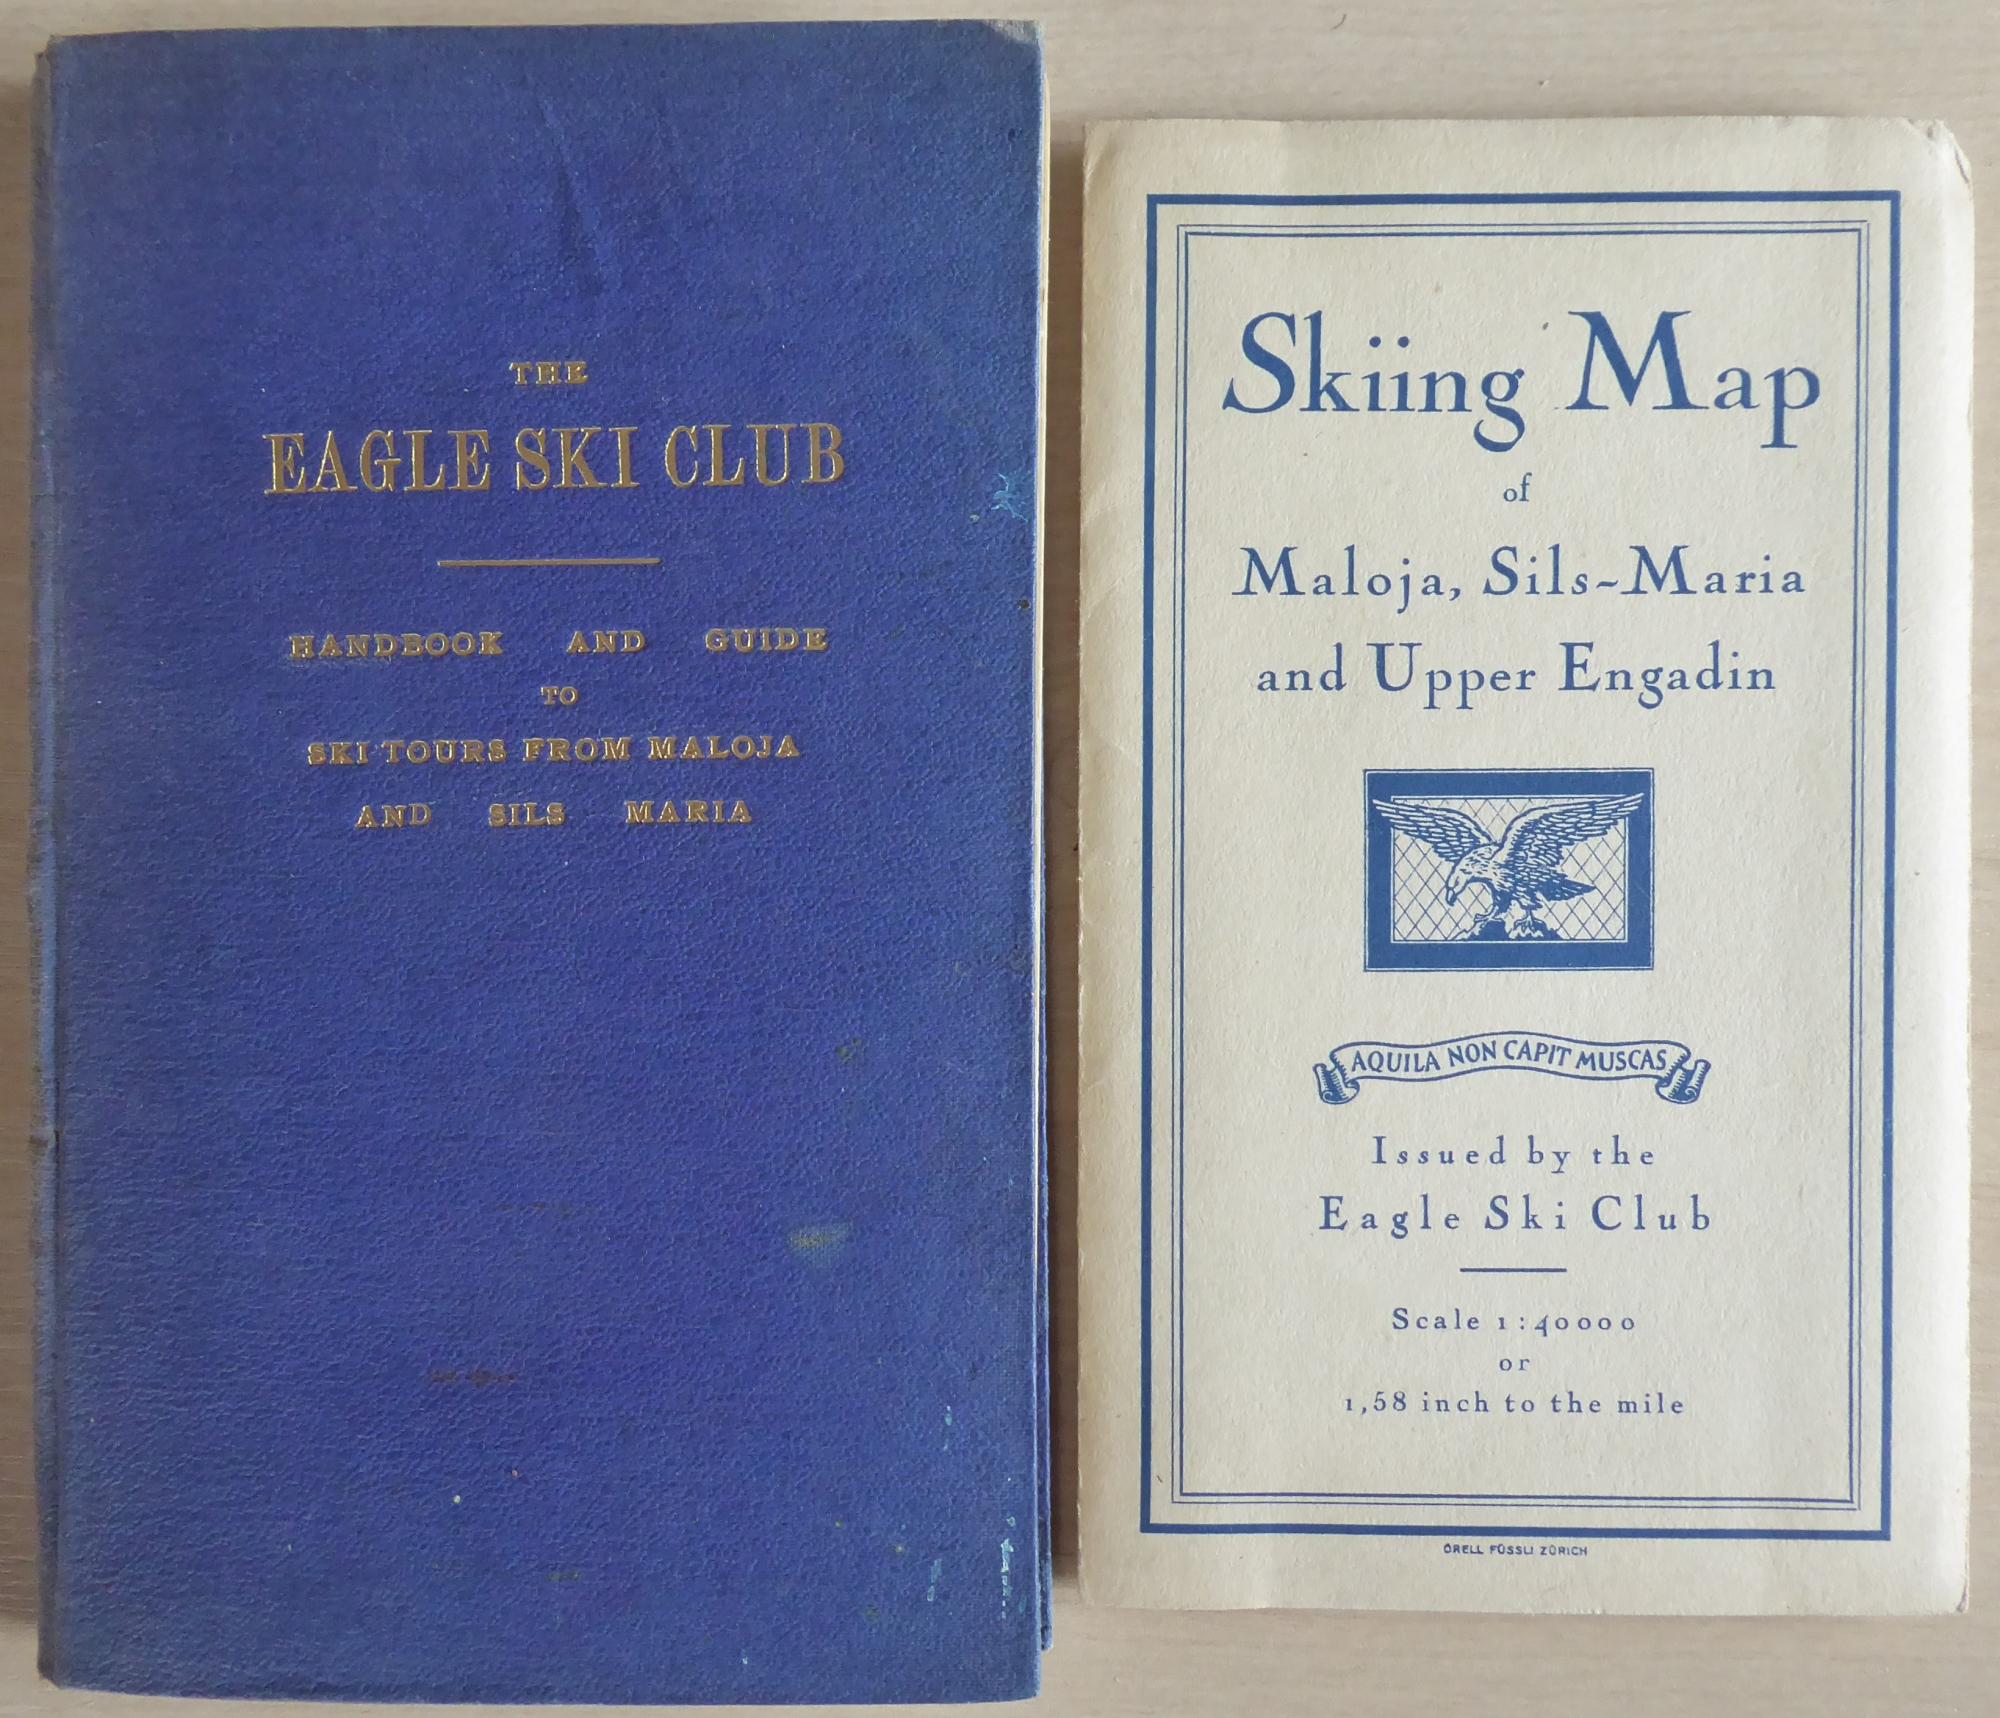 THE
EAGLE SKI CLUB
HANDBOOK AND GUIDE
TO
SKI TOURS FROM MALOJA
AND SILS MARIA
Skiing Map
of
Maloja, Sils-Maria
and Upper Engadin
AQUILA NON CAPIT MUSCAS
Issued by the
Eagle Ski Club
Scale 1:40000
or
1,58 inch to the mile
ORELL FÜSSLI ZÜRICH